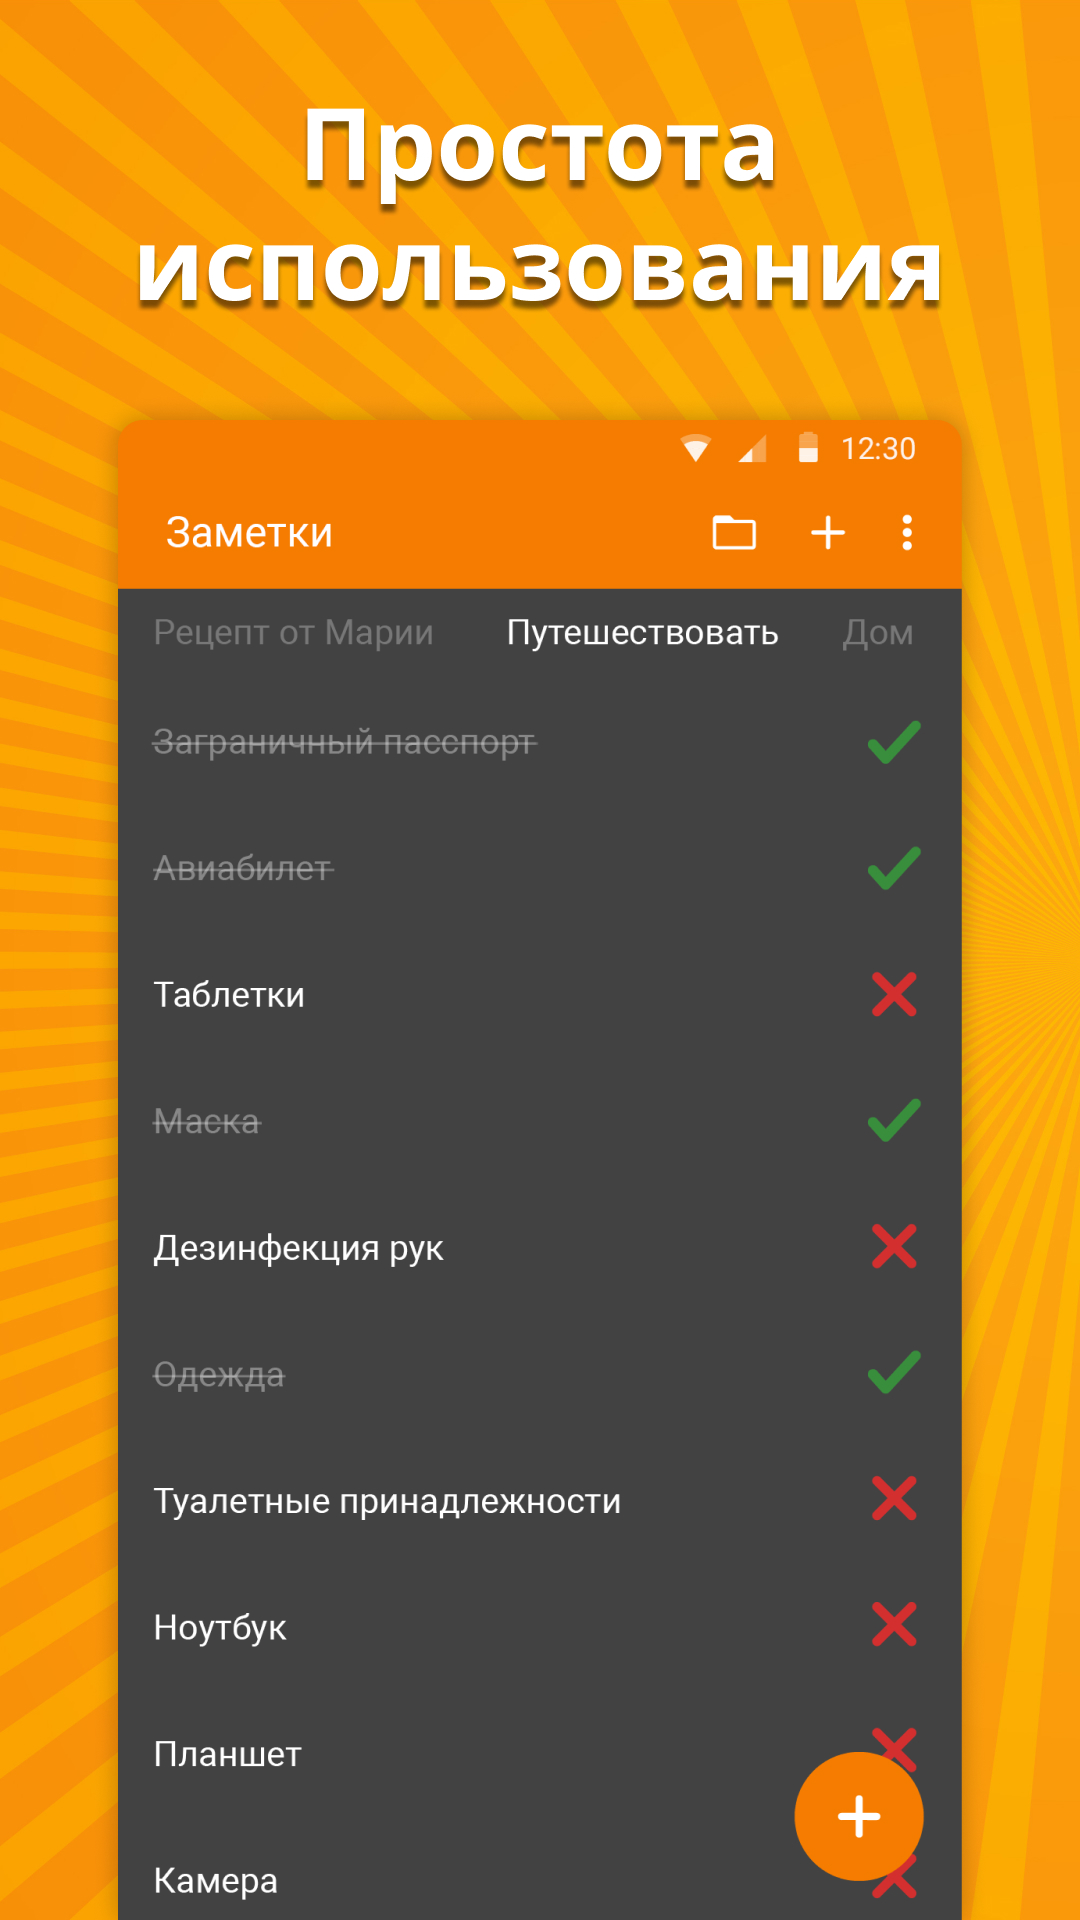 Простота
использования
12:30
Заметки
Рецепт от Марии Путешествовать Дом
Заграничный пасспорт
Авиабилет
Таблетки
Маска
Дезинфекция рук
Одежда
Туалетные принадлежности
Ноутбук
Планшет
Камера